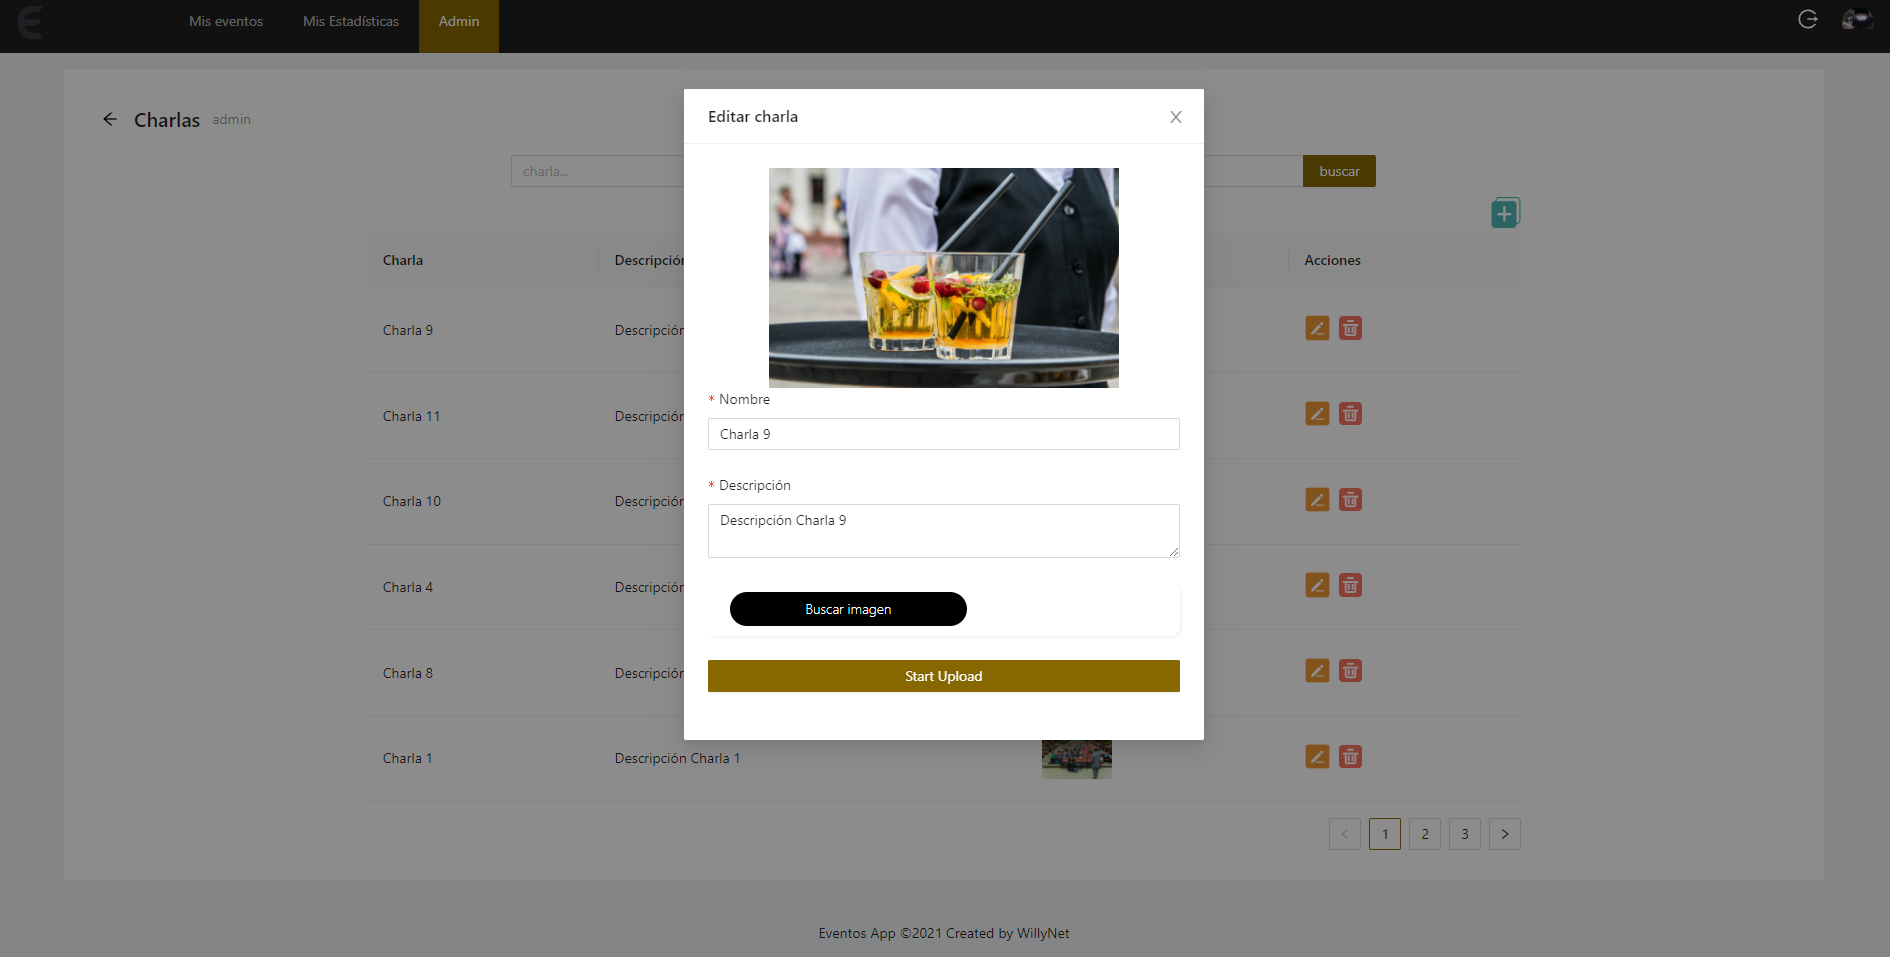 Mis eventos
Mis Estadísticas
Admin
Charlas admin
Editar charla
charla...
buscar
Charla
Descripción
Acciones
Charla 9
Descripción
Charla 11
Descripción
Charla 10
Descripción
Charla 4
Descripción
Charla 8
Descripción
Charla 1
Descripción Charla 1
* Nombre
Charla 9
* Descripción
Descripción Charla 9
Buscar imagen
Start Upload
< 1 2 3 >
Eventos App ©2021 Created by WillyNet